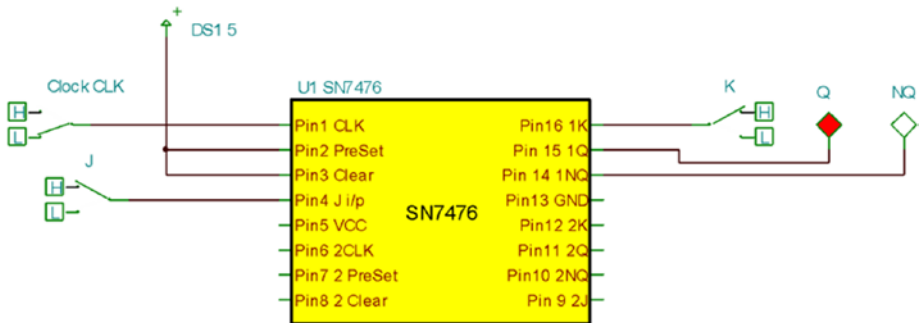 +
DS1 5
Clock CLK
H
L
J
H
L
U1 SN7476
Pin1 CLK
Pin2 PreSet
Pin3 Clear
Pin4 J i/p
Pin5 VCC
Pin6 2CLK
Pin7 2 PreSet
Pin8 2 Clear
SN7476
Pin16 1K
Pin 15 1Q
Pin 14 1NQ
Pin13 GND
Pin12 2K
Pin11 2Q
Pin10 2NQ
Pin 9 2J
K
H
L
Q
NQ